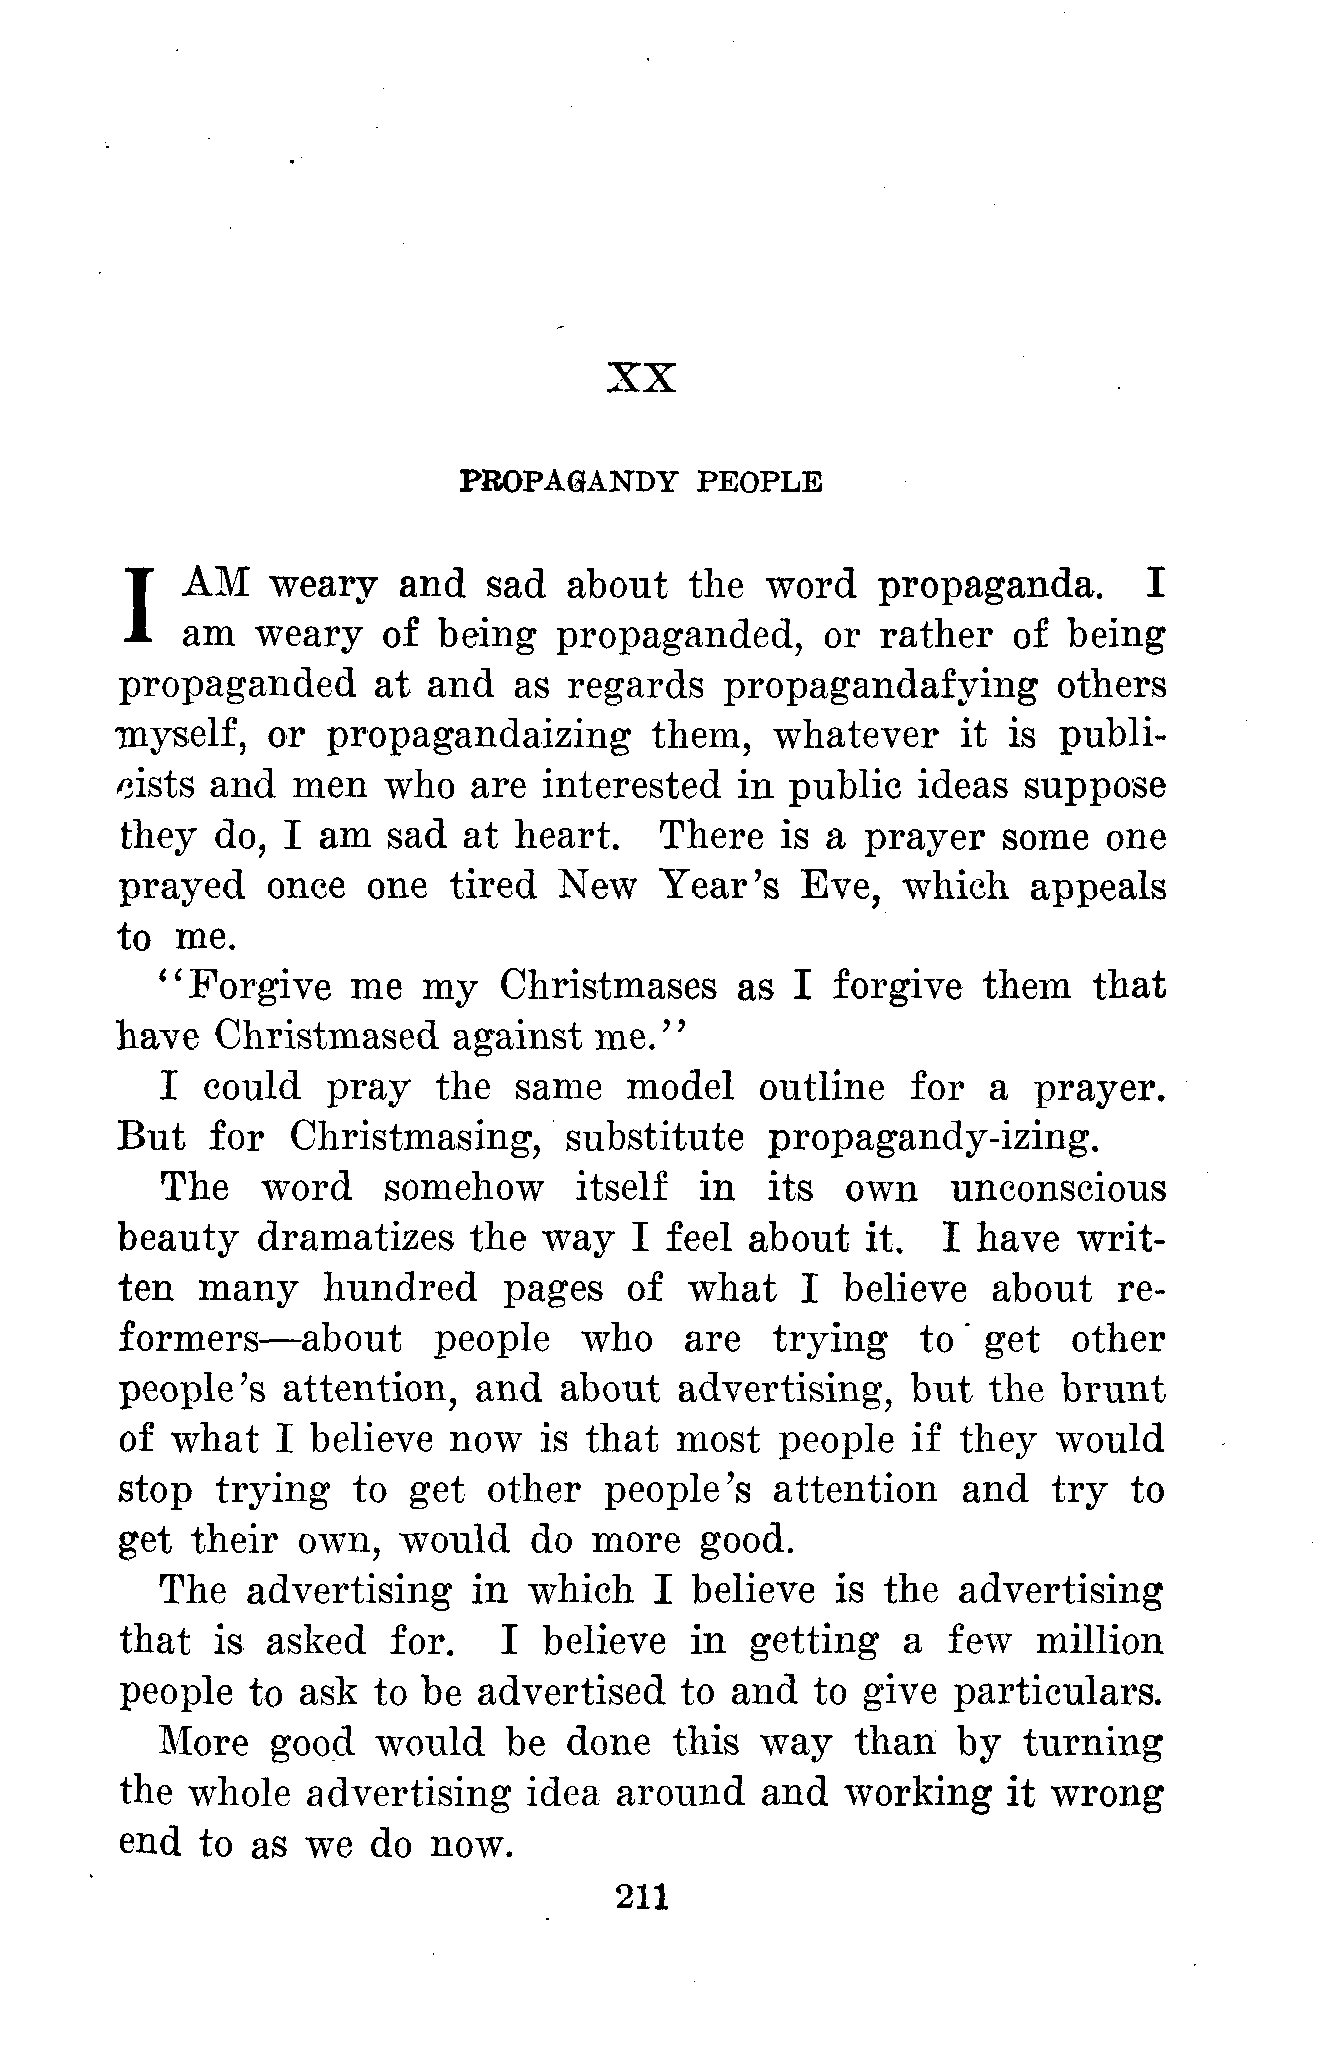 XX
PROPAGANDY PEOPLE
I AM weary and sad about the word propaganda. I
am weary of being propaganded, or rather of being
propaganded at and as regards propagandafying others
myself, or propagandaizing them, whatever it is publi-
cists and men who are interested in public ideas suppose
they do, I am sad at heart. There is a prayer some one
prayed once one tired New Year's Eve, which appeals
to me.
"Forgive me my Christmases as I forgive them that
have Christmased against me."
I could pray the same model outline for a prayer.
But for Christmasing, substitute propagandy-izing.
The word somehow itself in its own unconscious
beauty dramatizes the way I feel about it. I have writ-
ten many hundred pages of what I believe about re-
formers—about people who are trying to get other
people's attention, and about advertising, but the brunt
of what I believe now is that most people if they would
stop trying to get other people's attention and try to
get their own, would do more good.
The advertising in which I believe is the advertising
that is asked for. I believe in getting a few million
people to ask to be advertised to and to give particulars.
More good would be done this way than by turning
the whole advertising idea around and working it wrong
end to as we do now.
211